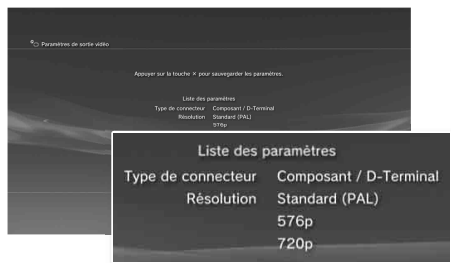 Paramètres de sortie vidéo
Appuyer sur la touche ✕ pour sauvegarder les paramètres.
Liste des paramètres
Type de connecteur Composant / D-Terminal
Résolution Standard (PAL)
576p
Liste des paramètres
Type de connecteur Composant / D-Terminal
Résolution Standard (PAL)
576p
720p